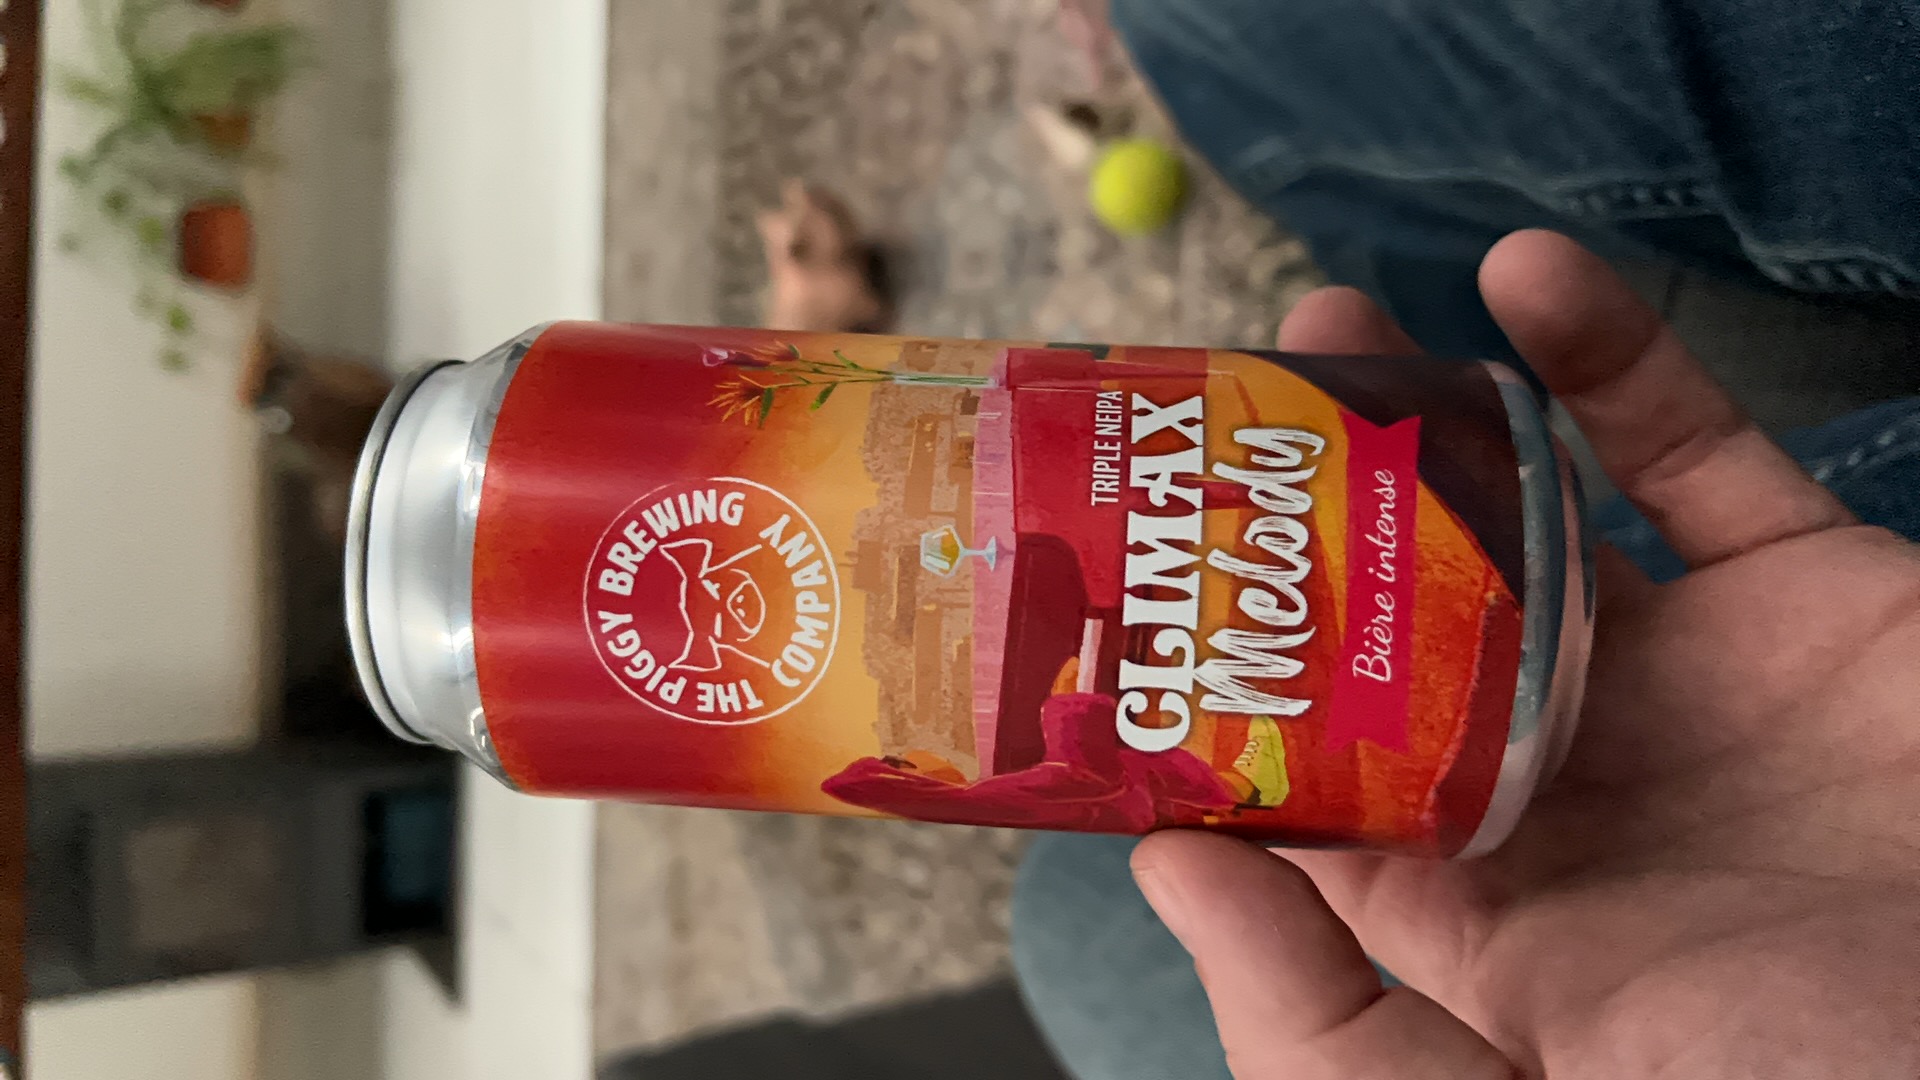 THE PIGGY BREWING
COMPANY
TRIPLE NEIPA
CLIMAX
Melody
Bière intense